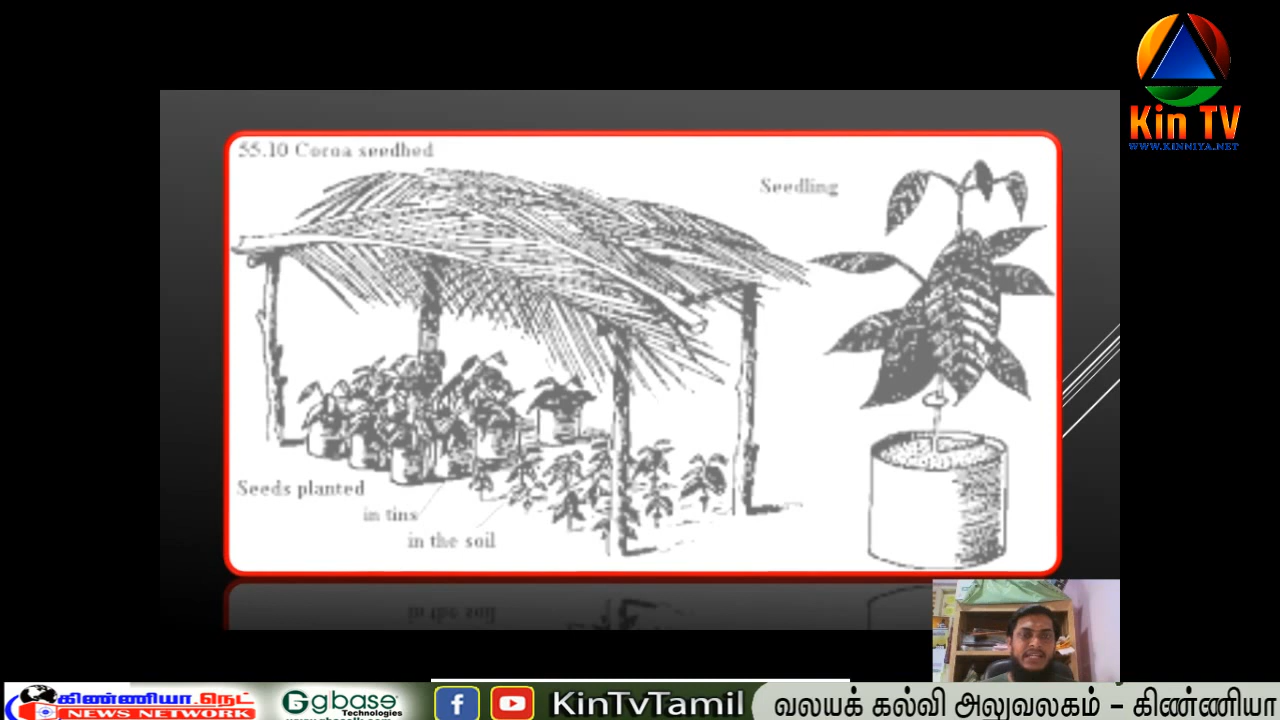 Kin TV
WWW.KINNIYA.NET
55.10 Cocoa seedbed
Seedling
Seeds planted
in tins
in the soil
கிண்ணியா.நெட்
NEWS NETWORK
gbase
Technologies
KinTvTamil
வலயக் கல்வி அலுவலகம் - கிண்ணியா